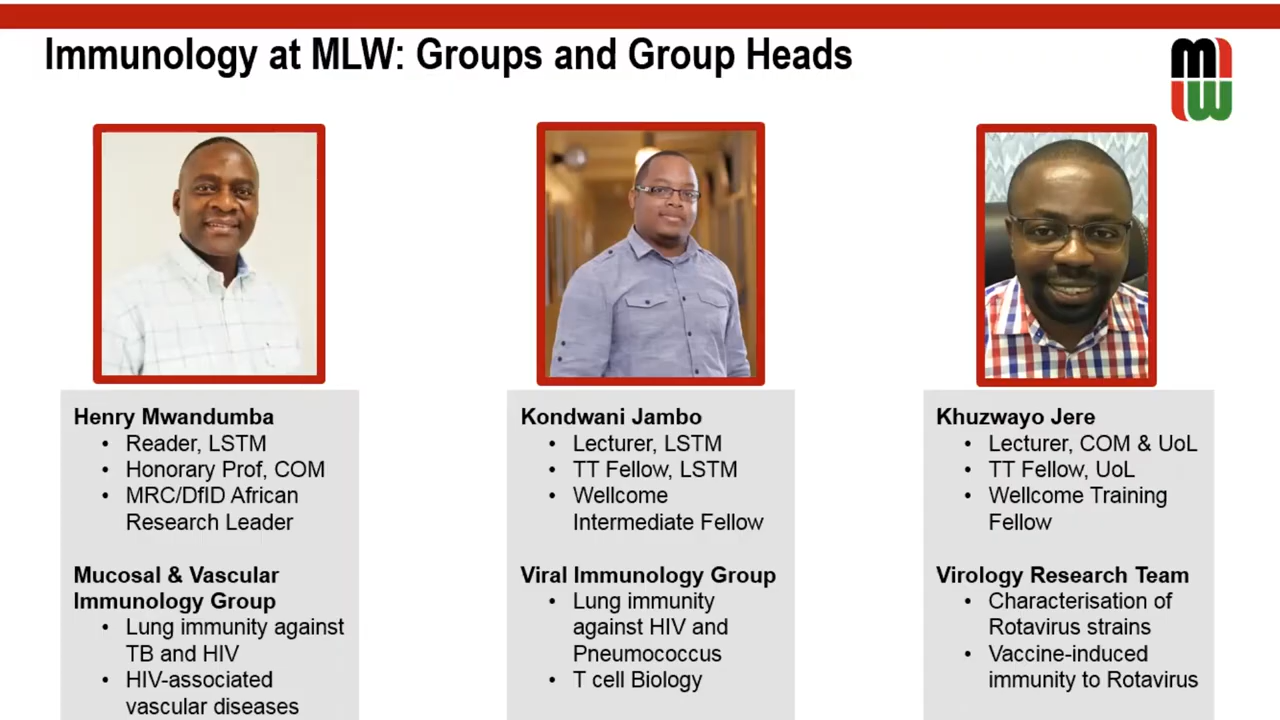 Immunology at MLW: Groups and Group Heads
mlw
Henry Mwandumba
• Reader, LSTM
• Honorary Prof, COM
• MRC/DfID African
Research Leader
Mucosal & Vascular
Immunology Group
• Lung immunity against
TB and HIV
• HIV-associated
vascular diseases
Kondwani Jambo
• Lecturer, LSTM
• TT Fellow, LSTM
• Wellcome
Intermediate Fellow
Viral Immunology Group
• Lung immunity
against HIV and
Pneumococcus
• T cell Biology
Khuzwayo Jere
• Lecturer, COM & UoL
• TT Fellow, UoL
• Wellcome Training
Fellow
Virology Research Team
• Characterisation of
Rotavirus strains
• Vaccine-induced
immunity to Rotavirus